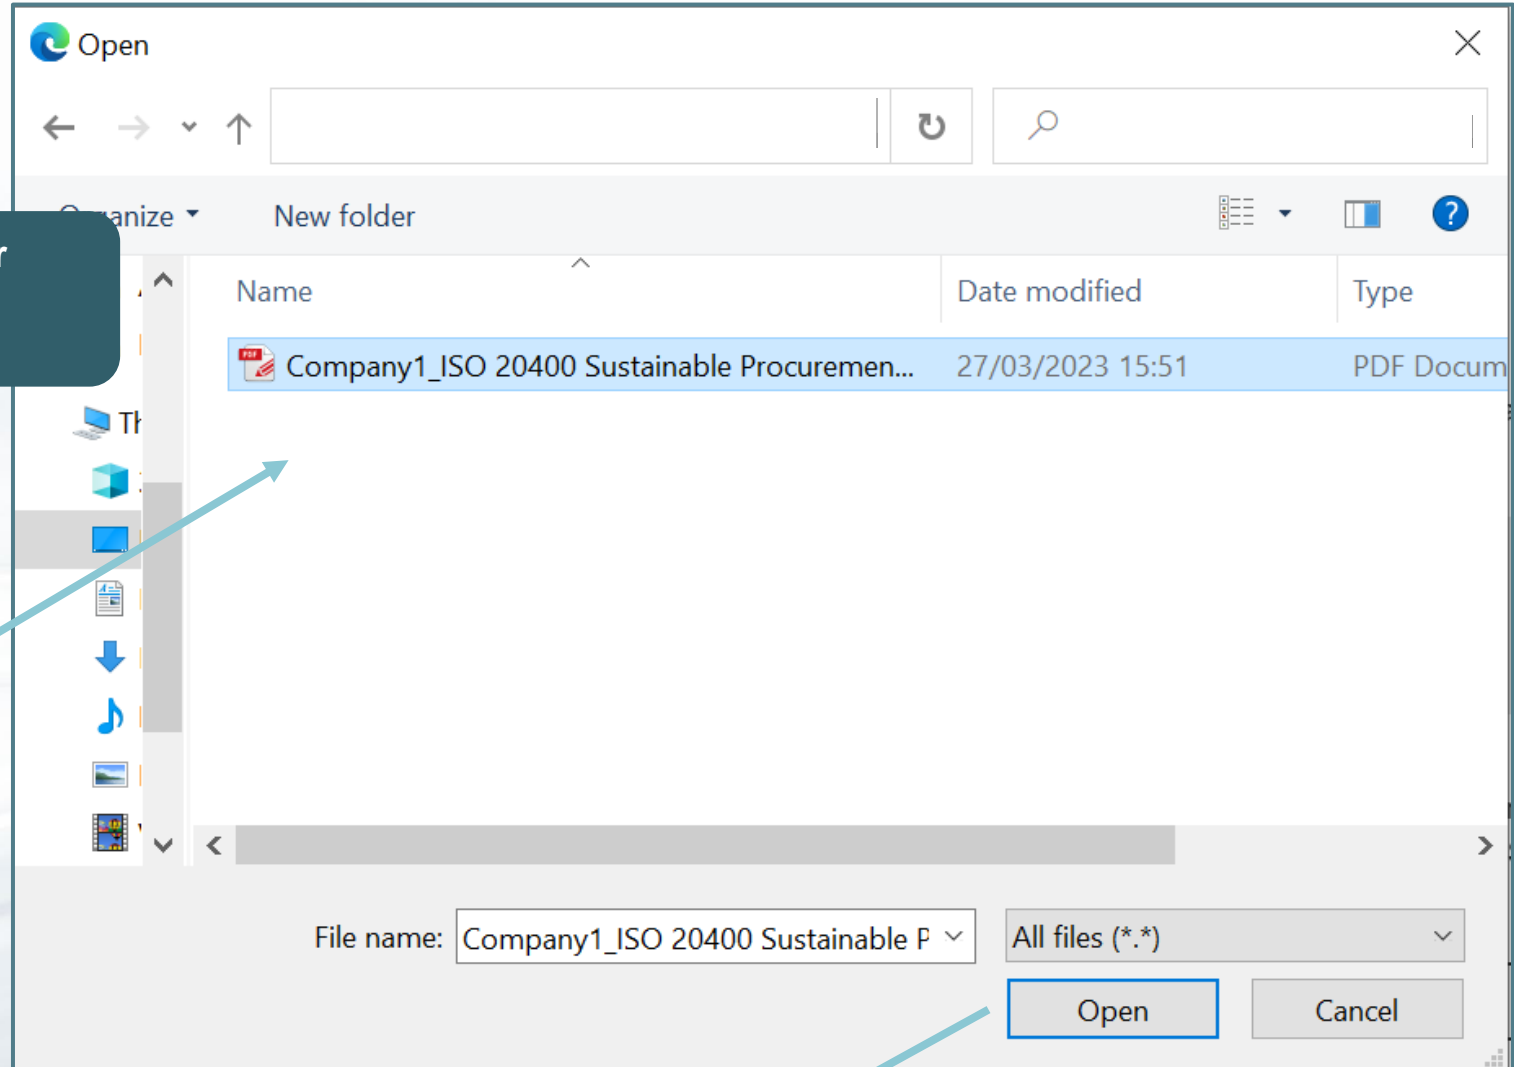 Open
Organize
New folder
Name
Date modified
Type
Company1_ISO 20400 Sustainable Procuremen...
27/03/2023 15:51
PDF Docum
File name:
Company1_ISO 20400 Sustainable P
All files (*.*)
Open
Cancel